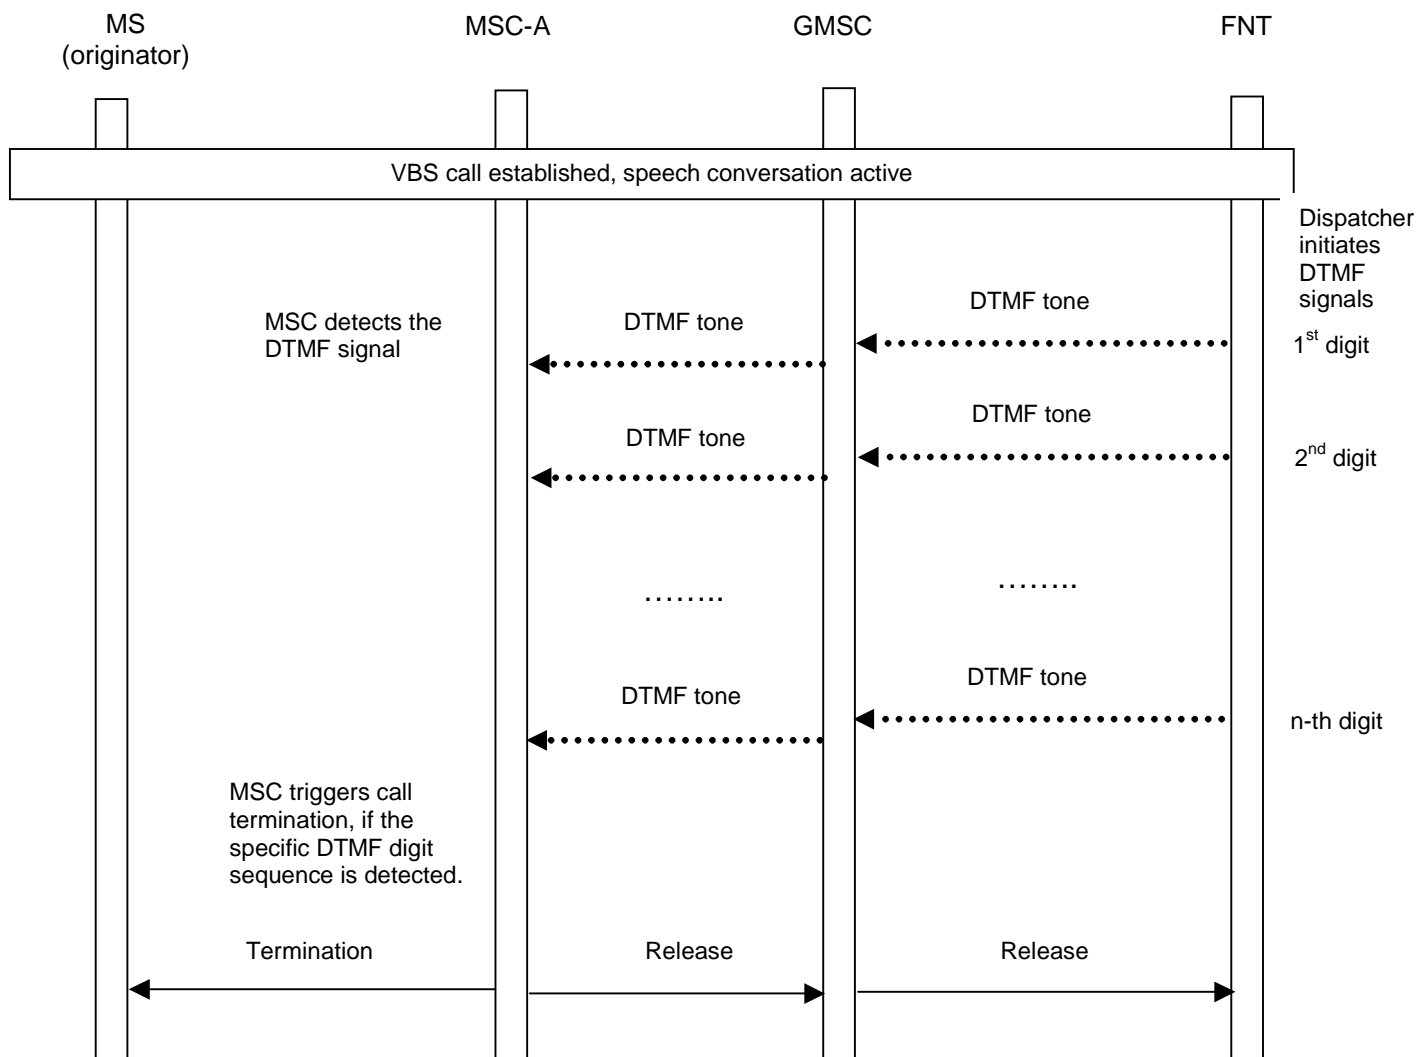 MS
(originator)
MSC-A
GMSC
FNT
VBS call established, speech conversation active
Dispatcher
initiates
DTMF
signals
MSC detects the
DTMF signal
DTMF tone
DTMF tone
1st digit
DTMF tone
DTMF tone
2nd digit
........
........
DTMF tone
DTMF tone
n-th digit
MSC triggers call
termination, if the
specific DTMF digit
sequence is detected.
Termination
Release
Release